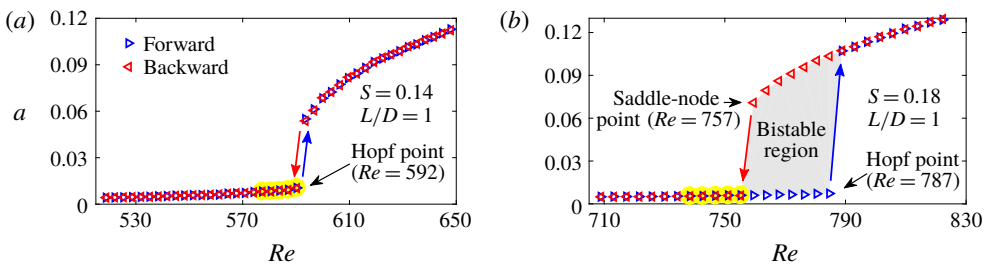 (a)
0.12
0.09
0.06
0.03
0
a
Forward
Backward
S = 0.14
L/D = 1
Hopf point
(Re = 592)
530
570
610
650
Re
(b)
0.12
0.09
0.06
0.03
0
Saddle-node
point (Re = 757)
Bistable
region
S = 0.18
L/D = 1
Hopf point
(Re = 787)
710
750
790
830
Re